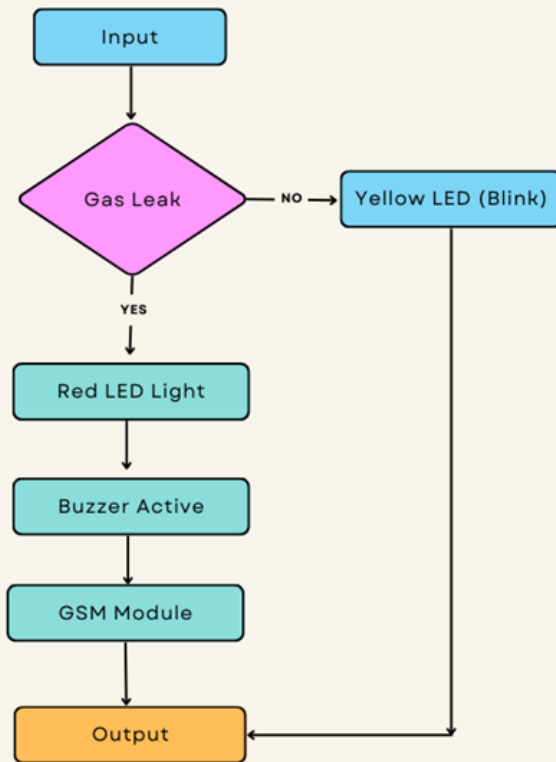 Input
Gas Leak
NO
Yellow LED (Blink)
YES
Red LED Light
Buzzer Active
GSM Module
Output